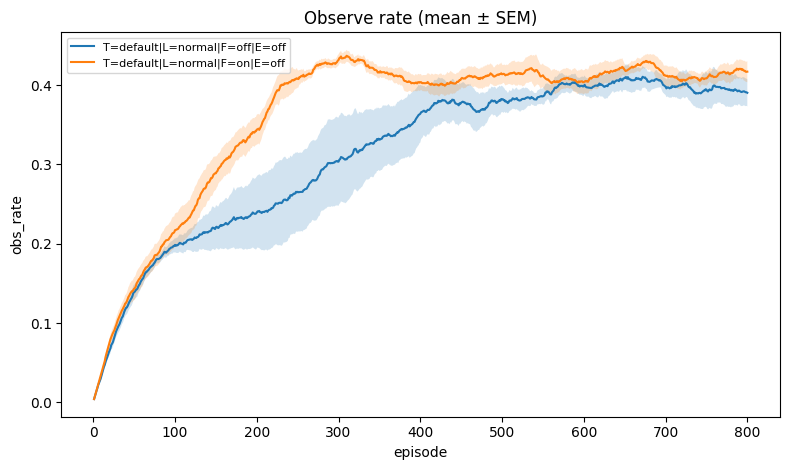 Observe rate (mean ± SEM)
T=default|L=normal|F=off|E=off
T=default|L=normal|F=on|E=off
obs_rate
0.4
0.3
0.2
0.1
0.0
0 100 200 300 400 500 600 700 800
episode